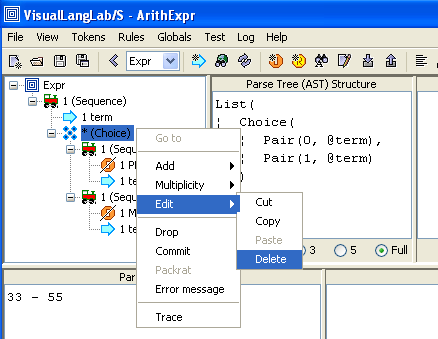 VisualLangLab/S - ArithExpr
File View Tokens Rules Globals Test Log Help
Expr
Parse Tree (AST) Structure
Expr
1 (Sequence)
1 term
* (Choice)
1 (Sequ
1 Pl
1 te
1 (Sequ
1 M
1 te
List(
¦ Choice(
¦ ¦ Pair(0, @term),
¦ ¦ Pair(1, @term)
)
Go to
Add
Multiplicity
Edit
Drop
Commit
Packrat
Error message
Trace
Cut
Copy
Paste
Delete
3 5 Full
Par
33 - 55